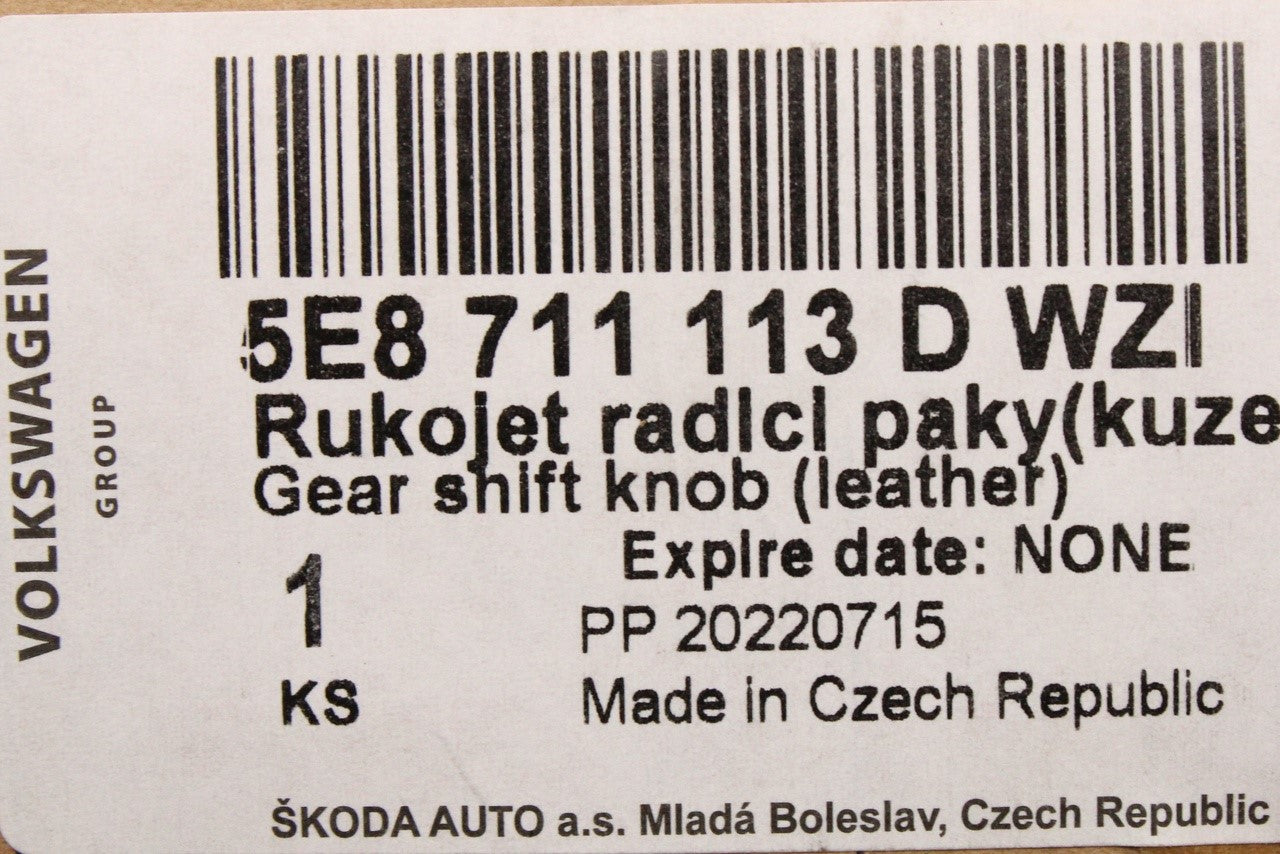 VOLKSWAGEN
GROUP
5E8 711 113 D WZI
Rukojet radici paky(kuze
Gear shift knob (leather)
Expire date: NONE
1
PP 20220715
KS
Made in Czech Republic
ŠKODA AUTO a.s. Mladá Boleslav, Czech Republic